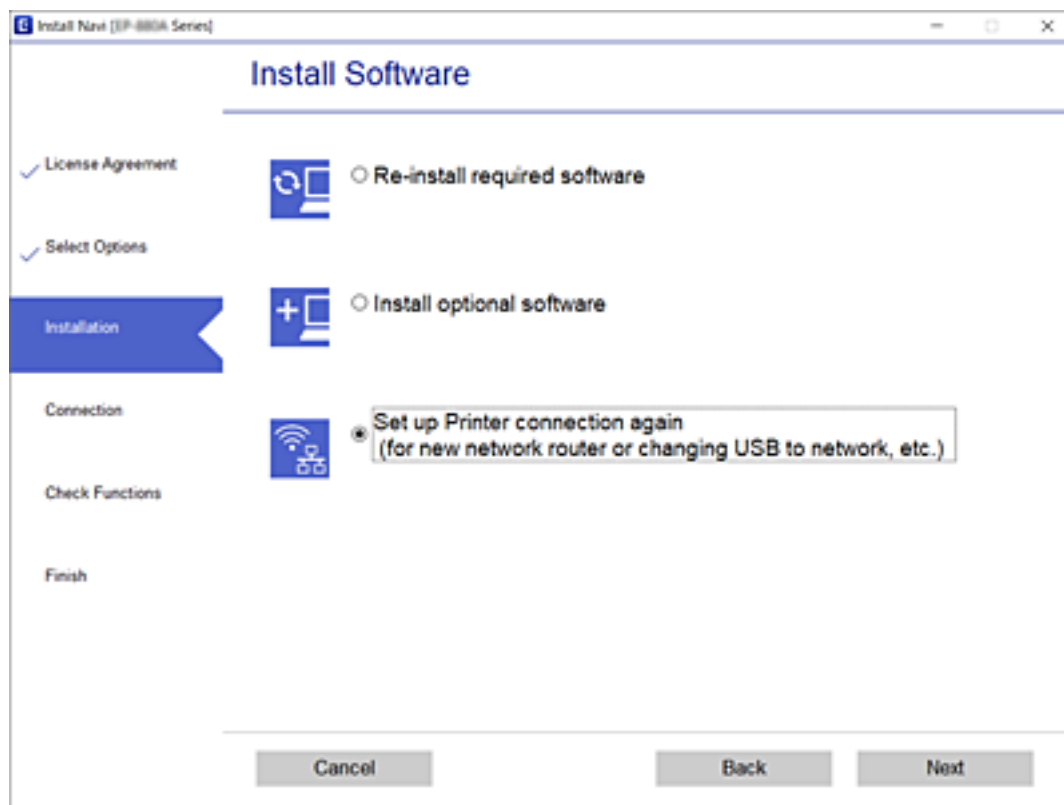 Install Navi [EP-880A Series]
Install Software
License Agreement
Select Options
Installation
Connection
Check Functions
Finish
Re-install required software
Install optional software
Set up Printer connection again
(for new network router or changing USB to network, etc.)
Cancel
Back
Next